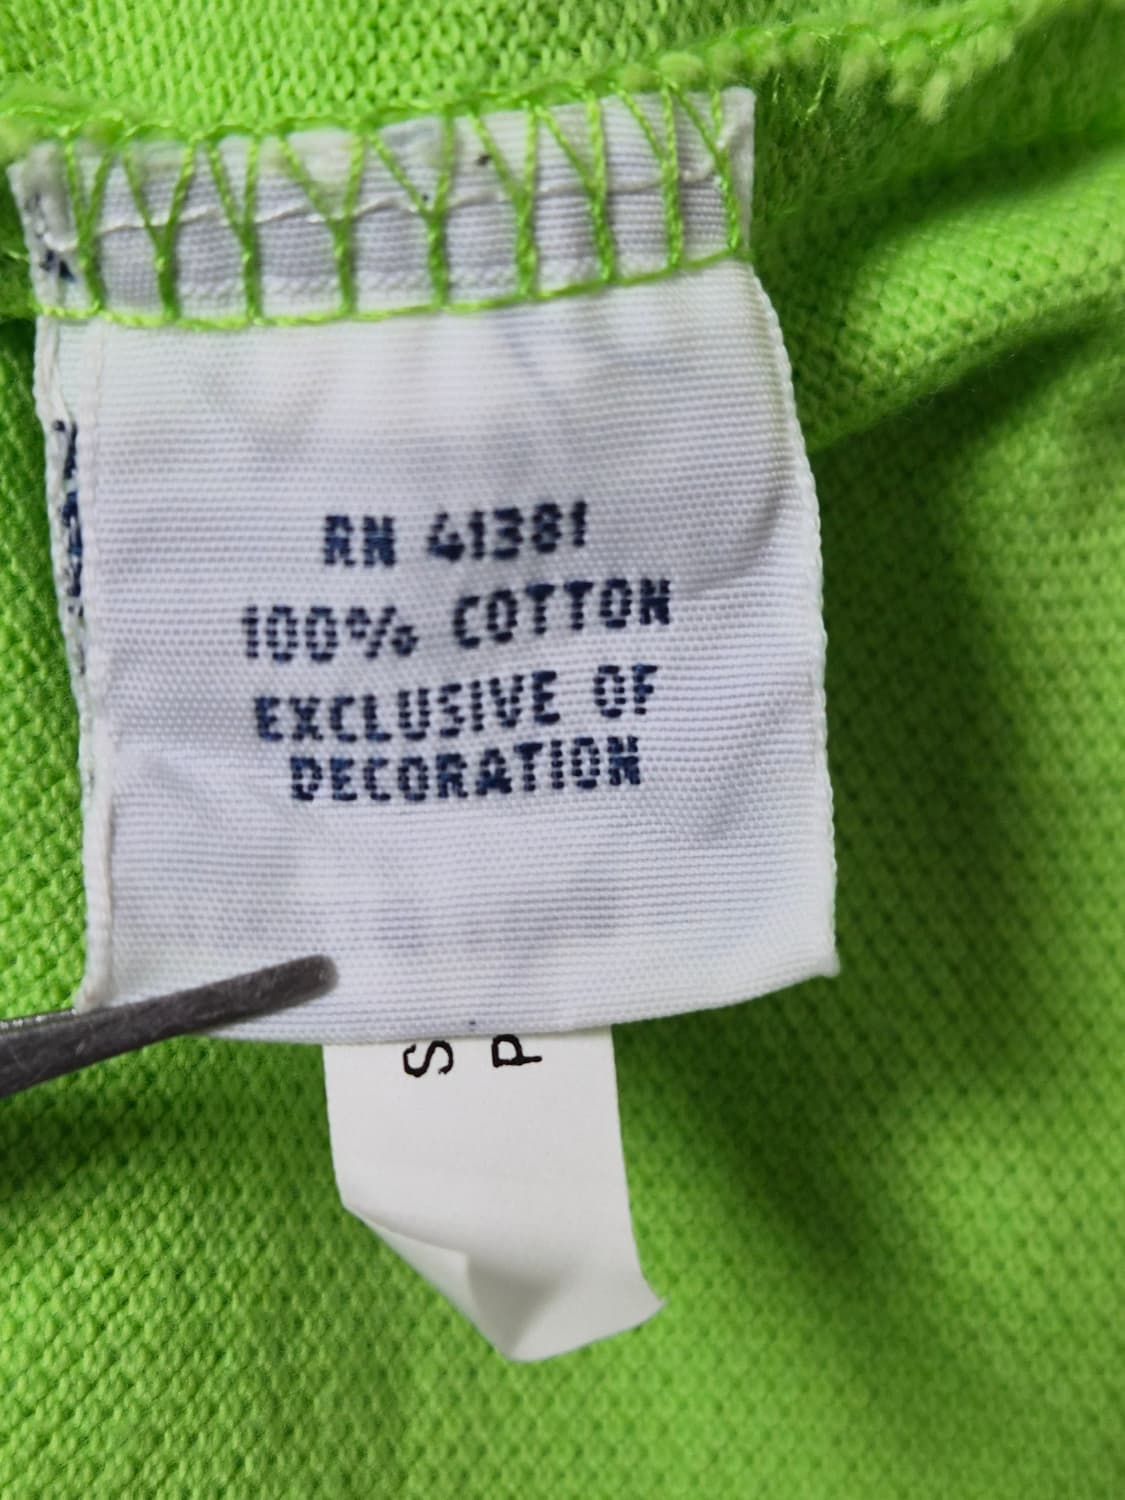 RN 41381
100% COTTON
EXCLUSIVE OF
DECORATION
S
P